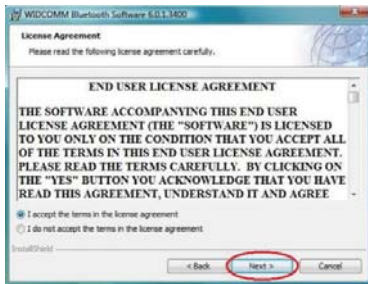 WIDCOMM Bluetooth Software 6.0.1.3400
License Agreement
Please read the following license agreement carefully.
END USER LICENSE AGREEMENT
THE SOFTWARE ACCOMPANYING THIS END USER
LICENSE AGREEMENT (THE "SOFTWARE") IS LICENSED
TO YOU ONLY ON THE CONDITION THAT YOU ACCEPT ALL
OF THE TERMS IN THIS END USER LICENSE AGREEMENT.
PLEASE READ THE TERMS CAREFULLY. BY CLICKING ON
THE "YES" BUTTON YOU ACKNOWLEDGE THAT YOU HAVE
READ THIS AGREEMENT, UNDERSTAND IT AND AGREE
I accept the terms in the license agreement
I do not accept the terms in the license agreement
InstallShield
< Back Next > Cancel